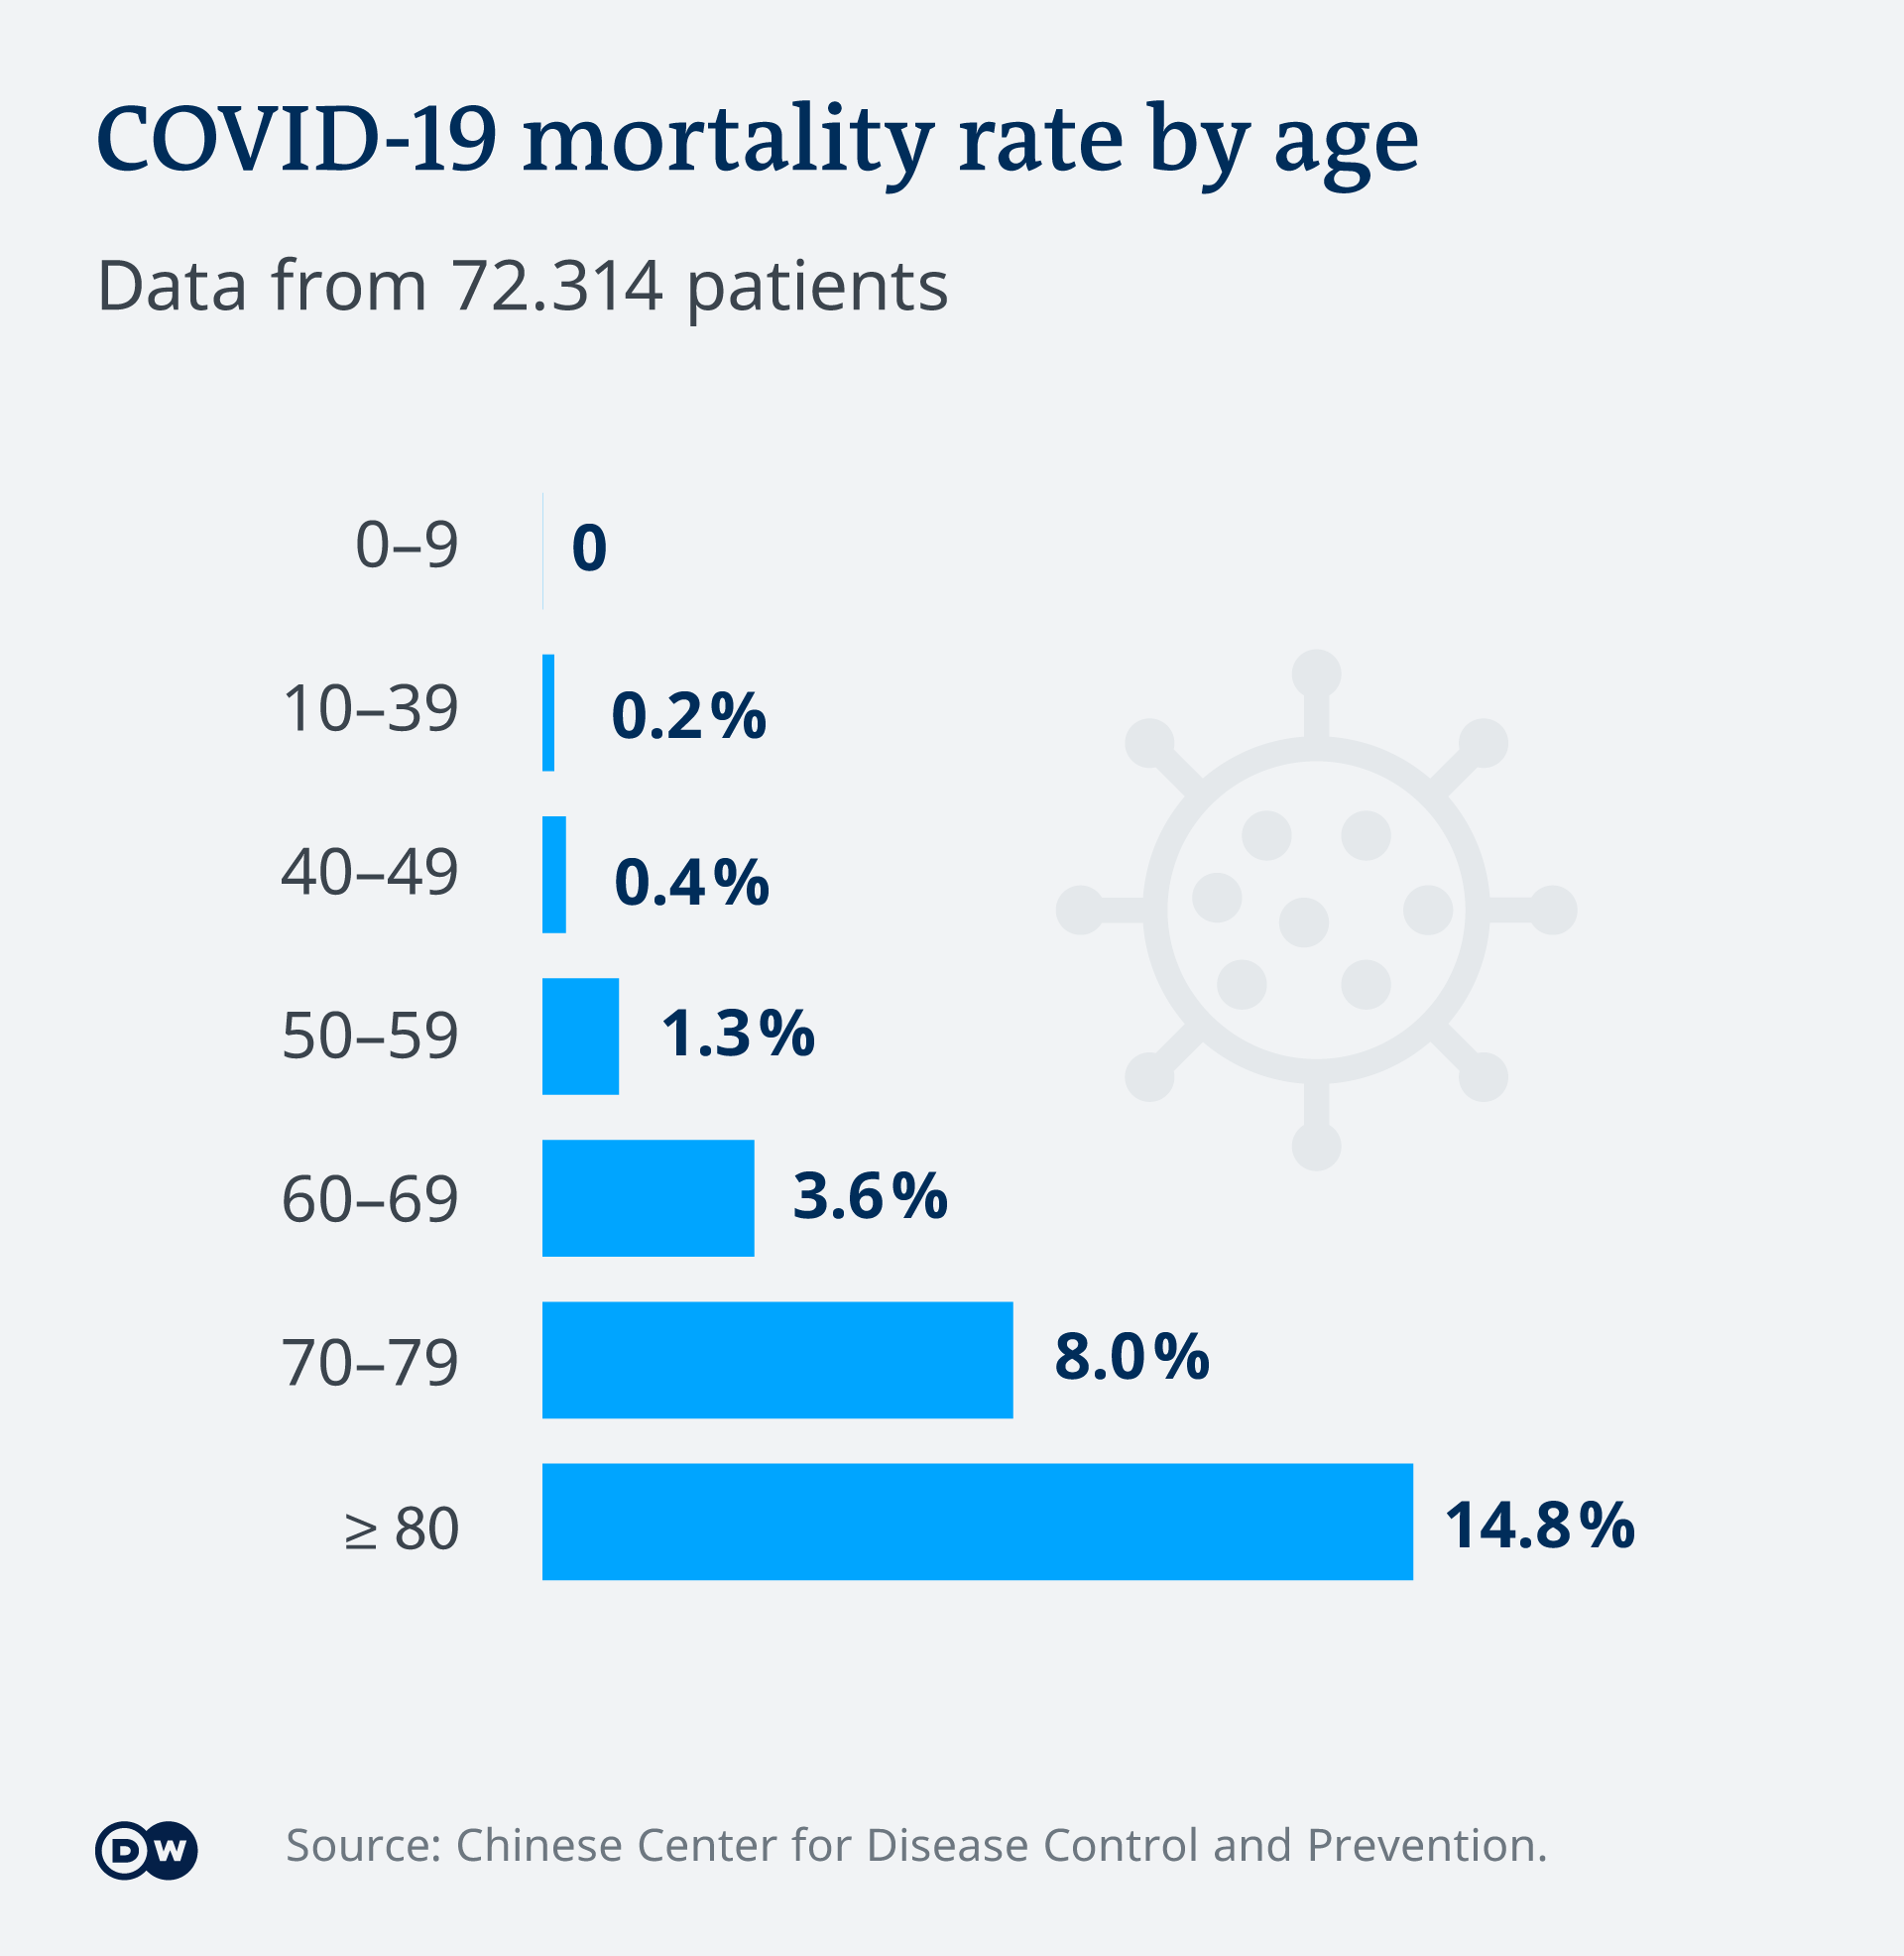 COVID-19 mortality rate by age
Data from 72.314 patients
0–9 0
10–39 0.2%
40–49 0.4%
50–59 1.3%
60–69 3.6%
70–79 8.0%
≥ 80 14.8%
DW Source: Chinese Center for Disease Control and Prevention.